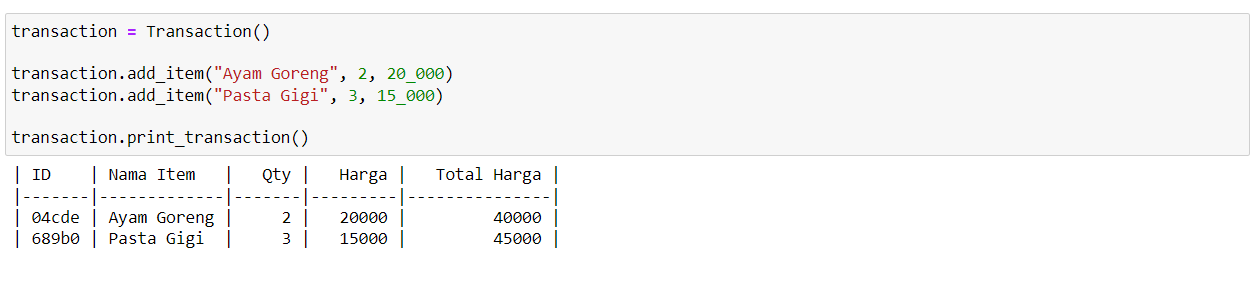 transaction = Transaction()
transaction.add_item("Ayam Goreng", 2, 20_000)
transaction.add_item("Pasta Gigi", 3, 15_000)
transaction.print_transaction()
| ID    | Nama Item   |   Qty |   Harga |   Total Harga |
|-------|-------------|-------|---------|---------------|
| 04cde | Ayam Goreng |     2 |   20000 |         40000 |
| 689b0 | Pasta Gigi  |     3 |   15000 |         45000 |